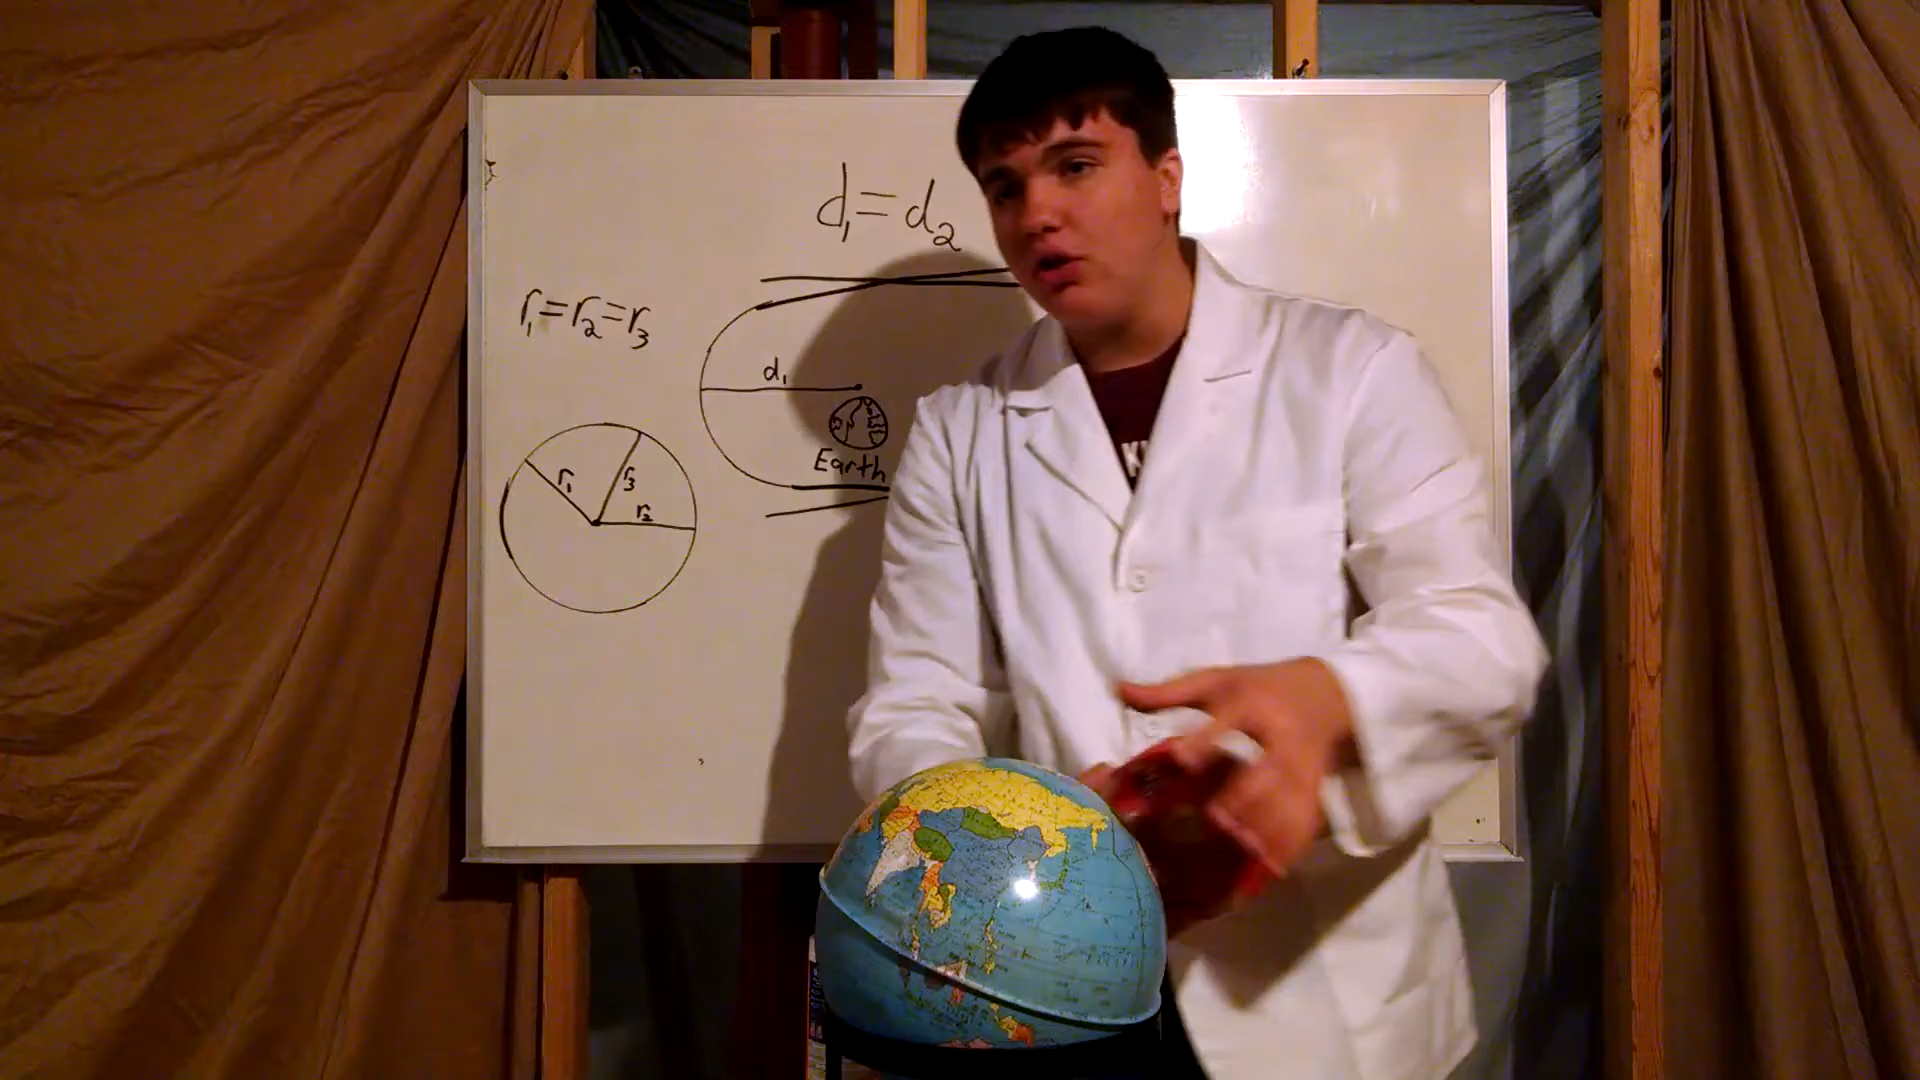 d₁=d₂
r₁=r₂=r₃
d₁
Earth
r₁
r₃
r₂
K